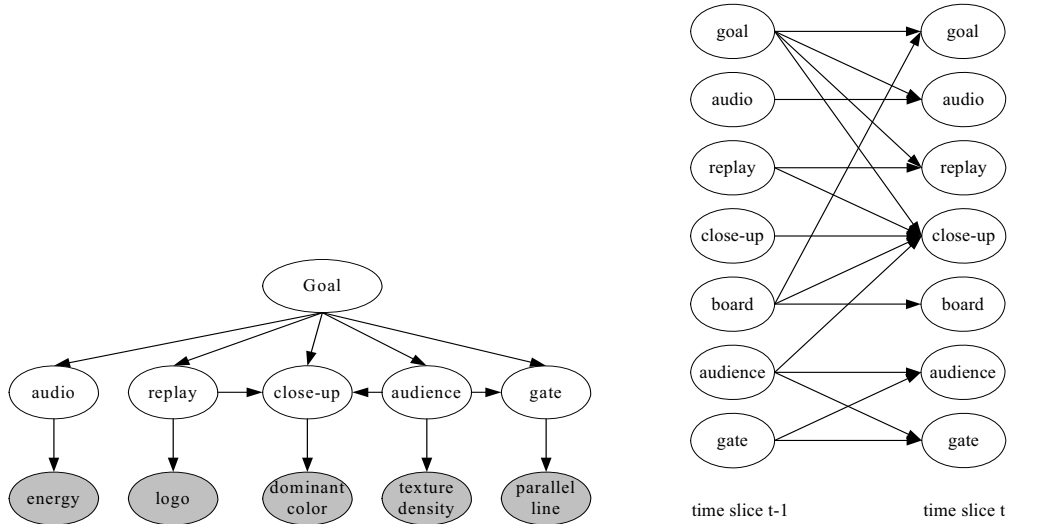 Goal
audio
replay
close-up
audience
gate
energy
logo
dominant
color
texture
density
parallel
line
goal
goal
audio
audio
replay
replay
close-up
close-up
board
board
audience
audience
gate
gate
time slice t-1
time slice t